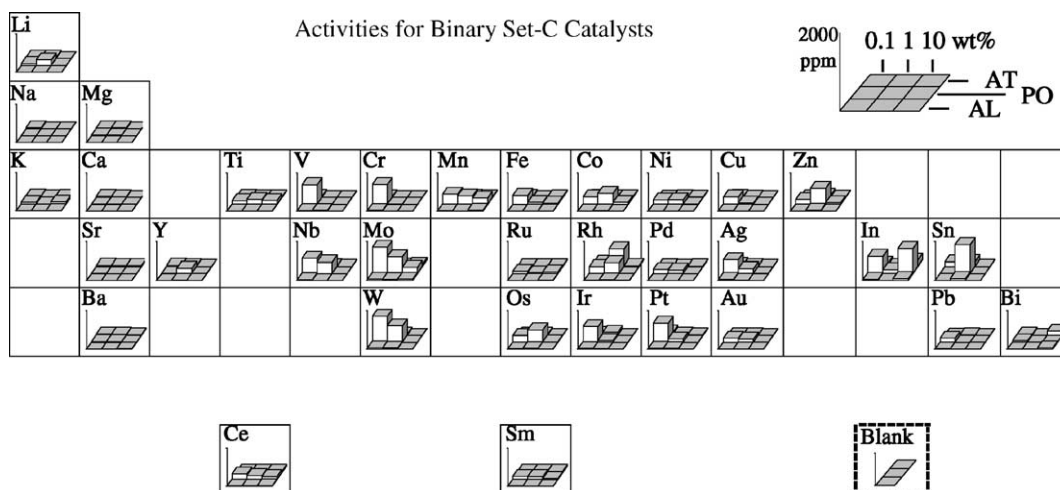 Activities for Binary Set-C Catalysts
2000
ppm
0.1 1 10 wt%
AT
PO
AL
Li
Na Mg
K Ca Ti V Cr Mn Fe Co Ni Cu Zn
Sr Y Nb Mo Ru Rh Pd Ag In Sn
Ba W Os Ir Pt Au Pb Bi
Ce Sm Blank